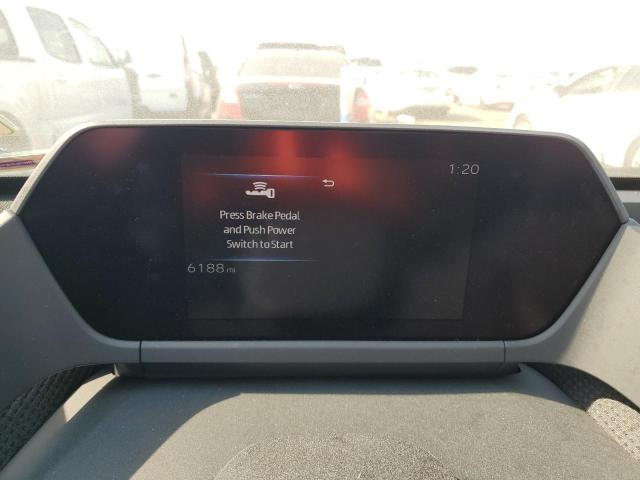 1:20
Press Brake Pedal
and Push Power
Switch to Start
6188 mi